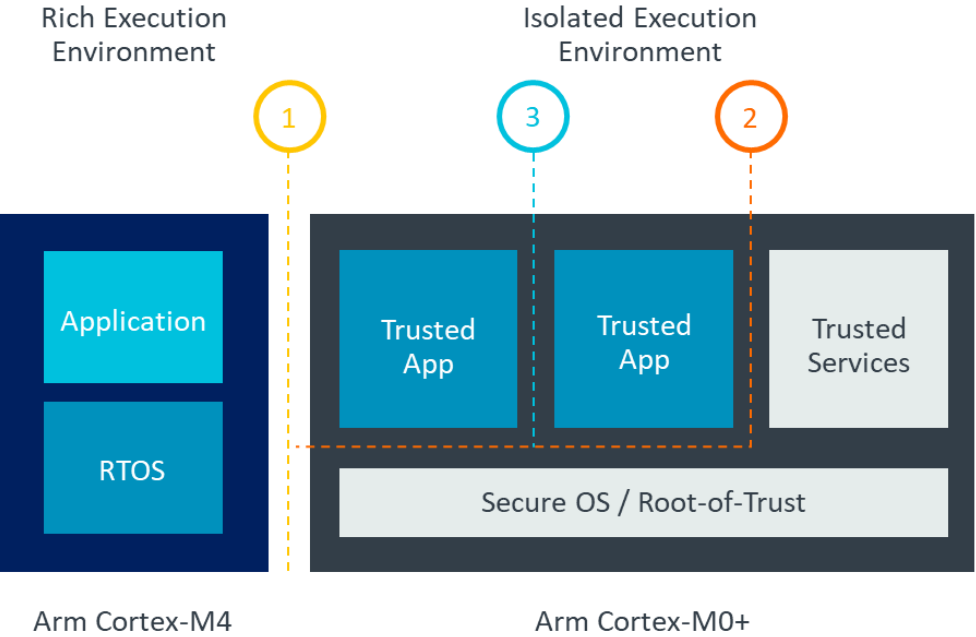 Rich Execution
Environment
Isolated Execution
Environment
1
3
2
Application
RTOS
Trusted
App
Trusted
App
Trusted
Services
Secure OS / Root-of-Trust
Arm Cortex-M4
Arm Cortex-M0+